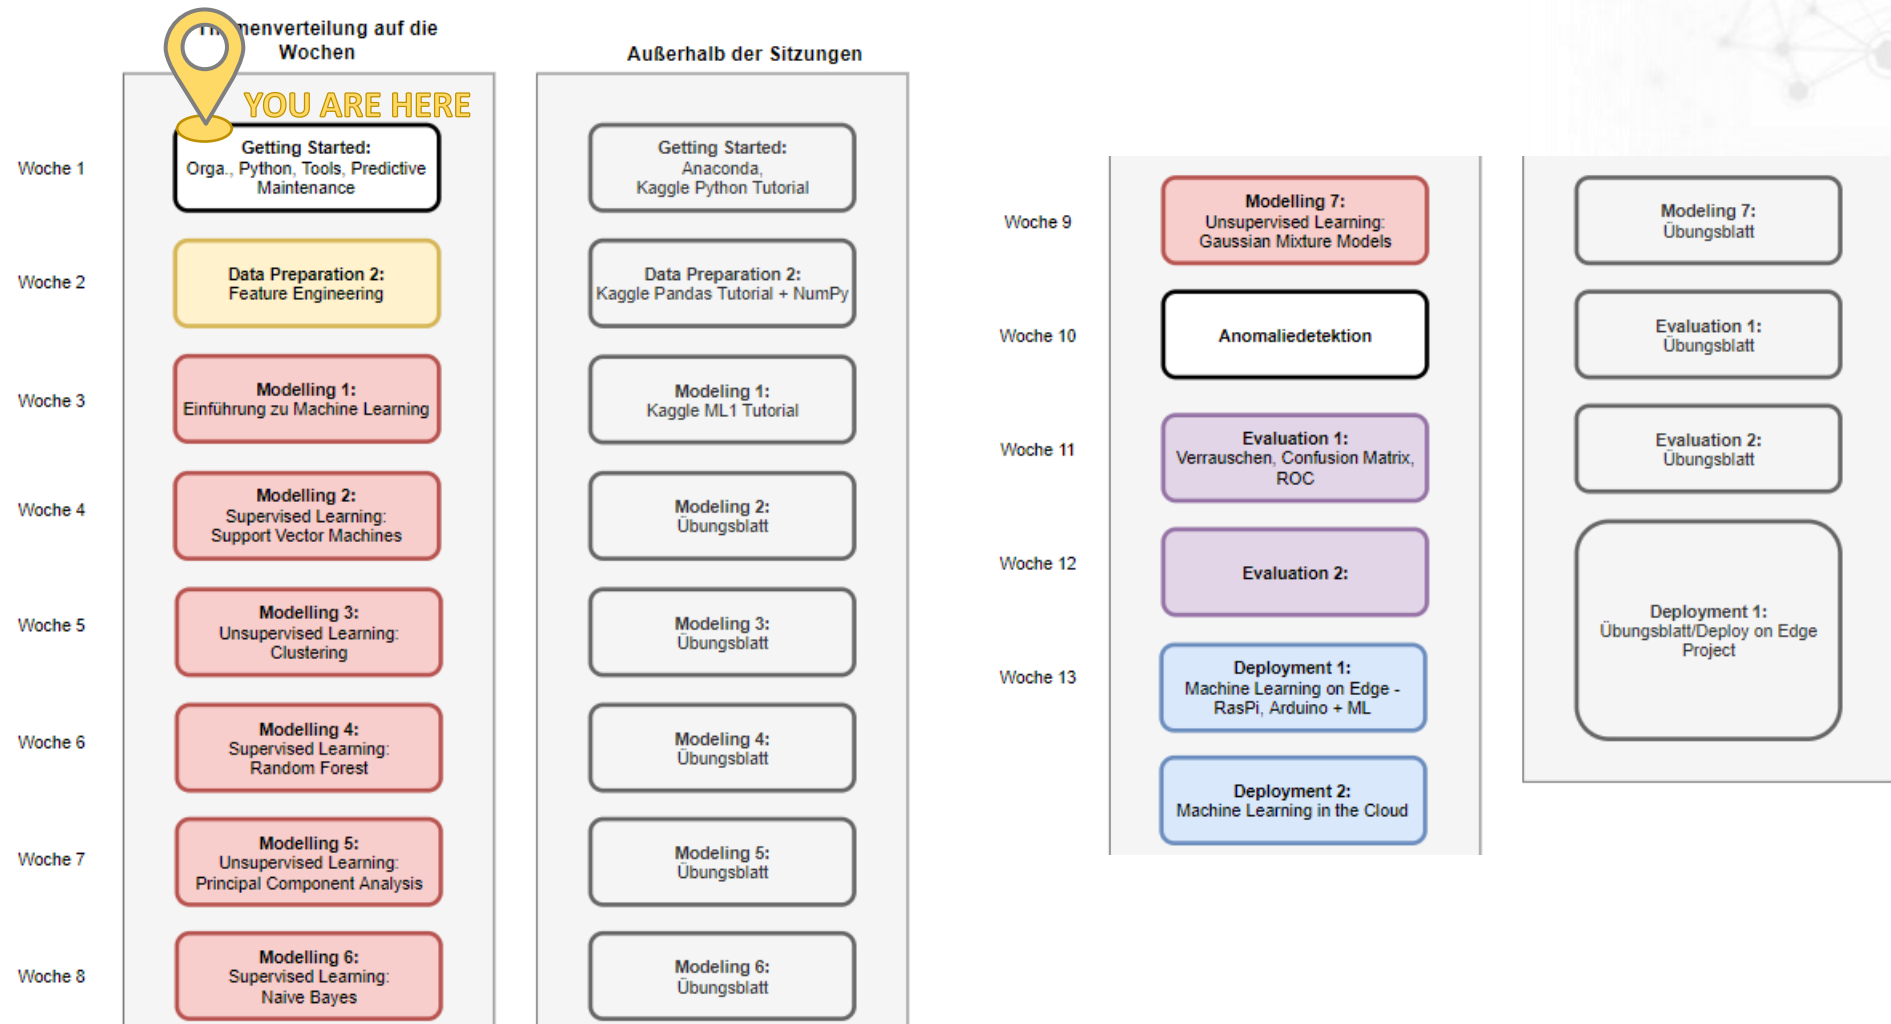 Themenverteilung auf die
Wochen
Außerhalb der Sitzungen
YOU ARE HERE
Woche 1
Getting Started:
Orga., Python, Tools, Predictive
Maintenance
Getting Started:
Anaconda,
Kaggle Python Tutorial
Woche 2
Data Preparation 2:
Feature Engineering
Data Preparation 2:
Kaggle Pandas Tutorial + NumPy
Woche 3
Modelling 1:
Einführung zu Machine Learning
Modeling 1:
Kaggle ML1 Tutorial
Woche 4
Modelling 2:
Supervised Learning:
Support Vector Machines
Modeling 2:
Übungsblatt
Woche 5
Modelling 3:
Unsupervised Learning:
Clustering
Modeling 3:
Übungsblatt
Woche 6
Modelling 4:
Supervised Learning:
Random Forest
Modeling 4:
Übungsblatt
Woche 7
Modelling 5:
Unsupervised Learning:
Principal Component Analysis
Modeling 5:
Übungsblatt
Woche 8
Modelling 6:
Supervised Learning:
Naive Bayes
Modeling 6:
Übungsblatt
Woche 9
Modelling 7:
Unsupervised Learning:
Gaussian Mixture Models
Modeling 7:
Übungsblatt
Woche 10
Anomaliedetektion
Evaluation 1:
Übungsblatt
Woche 11
Evaluation 1:
Verrauschen, Confusion Matrix,
ROC
Evaluation 2:
Übungsblatt
Woche 12
Evaluation 2:
Deployment 1:
Übungsblatt/Deploy on Edge
Project
Woche 13
Deployment 1:
Machine Learning on Edge -
RasPi, Arduino + ML
Deployment 2:
Machine Learning in the Cloud